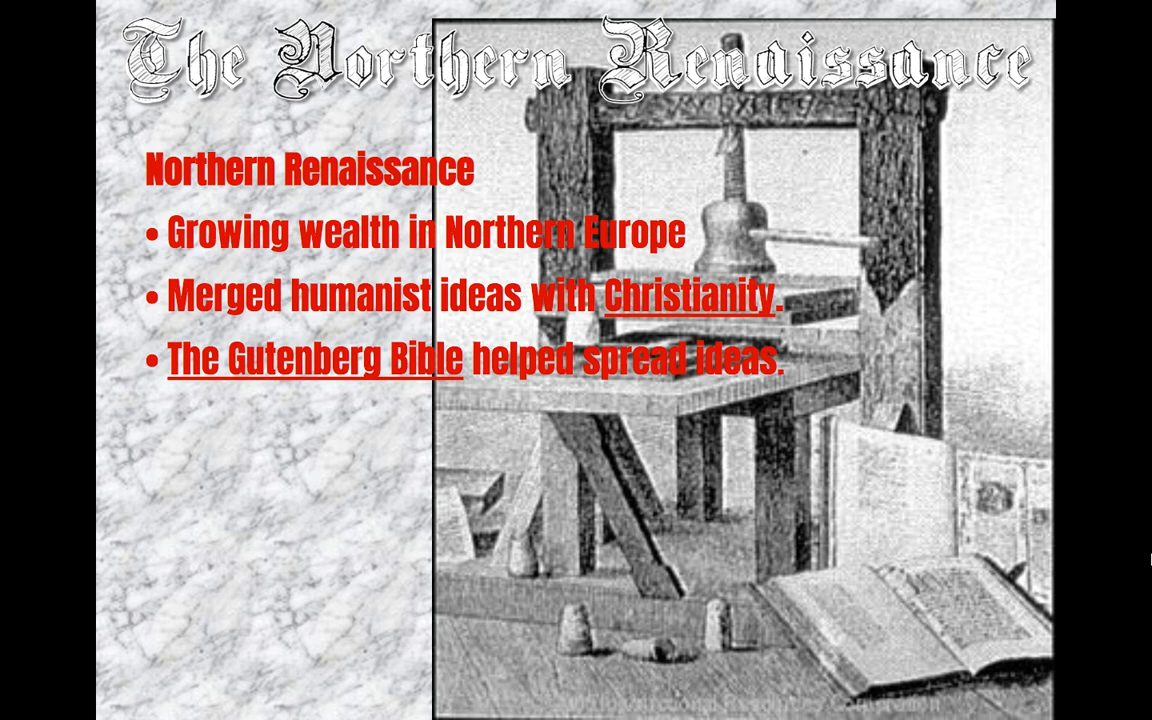 The Northern Renaissance
Northern Renaissance
• Growing wealth in Northern Europe
• Merged humanist ideas with Christianity.
• The Gutenberg Bible helped spread ideas.